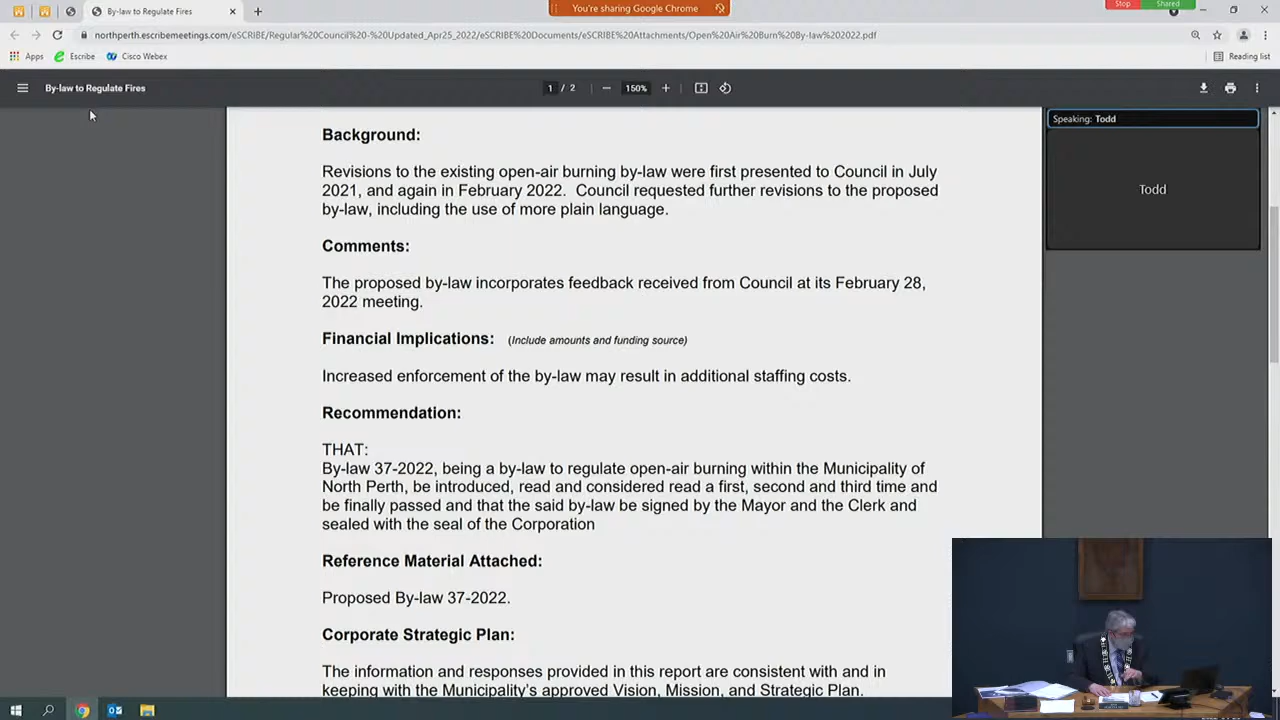 By-law to Regulate Fires
You're sharing Google Chrome
Stop
Shared
northperth.escribemeetings.com/eSCRIBE/Regular%20Council%20-%20Updated_Apr25_2022/eSCRIBE%20Documents/eSCRIBE%20Attachments/Open%20Air%20Burn%20By-law%202022.pdf
Apps
Escribe
Cisco Webex
Reading list
By-law to Regulate Fires
1 / 2
150%
Background:
Revisions to the existing open-air burning by-law were first presented to Council in July
2021, and again in February 2022. Council requested further revisions to the proposed
by-law, including the use of more plain language.
Comments:
The proposed by-law incorporates feedback received from Council at its February 28,
2022 meeting.
Financial Implications: (Include amounts and funding source)
Increased enforcement of the by-law may result in additional staffing costs.
Recommendation:
THAT:
By-law 37-2022, being a by-law to regulate open-air burning within the Municipality of
North Perth, be introduced, read and considered read a first, second and third time and
be finally passed and that the said by-law be signed by the Mayor and the Clerk and
sealed with the seal of the Corporation
Reference Material Attached:
Proposed By-law 37-2022.
Corporate Strategic Plan:
The information and responses provided in this report are consistent with and in
keeping with the Municipality's approved Vision, Mission, and Strategic Plan.
Speaking: Todd
Todd